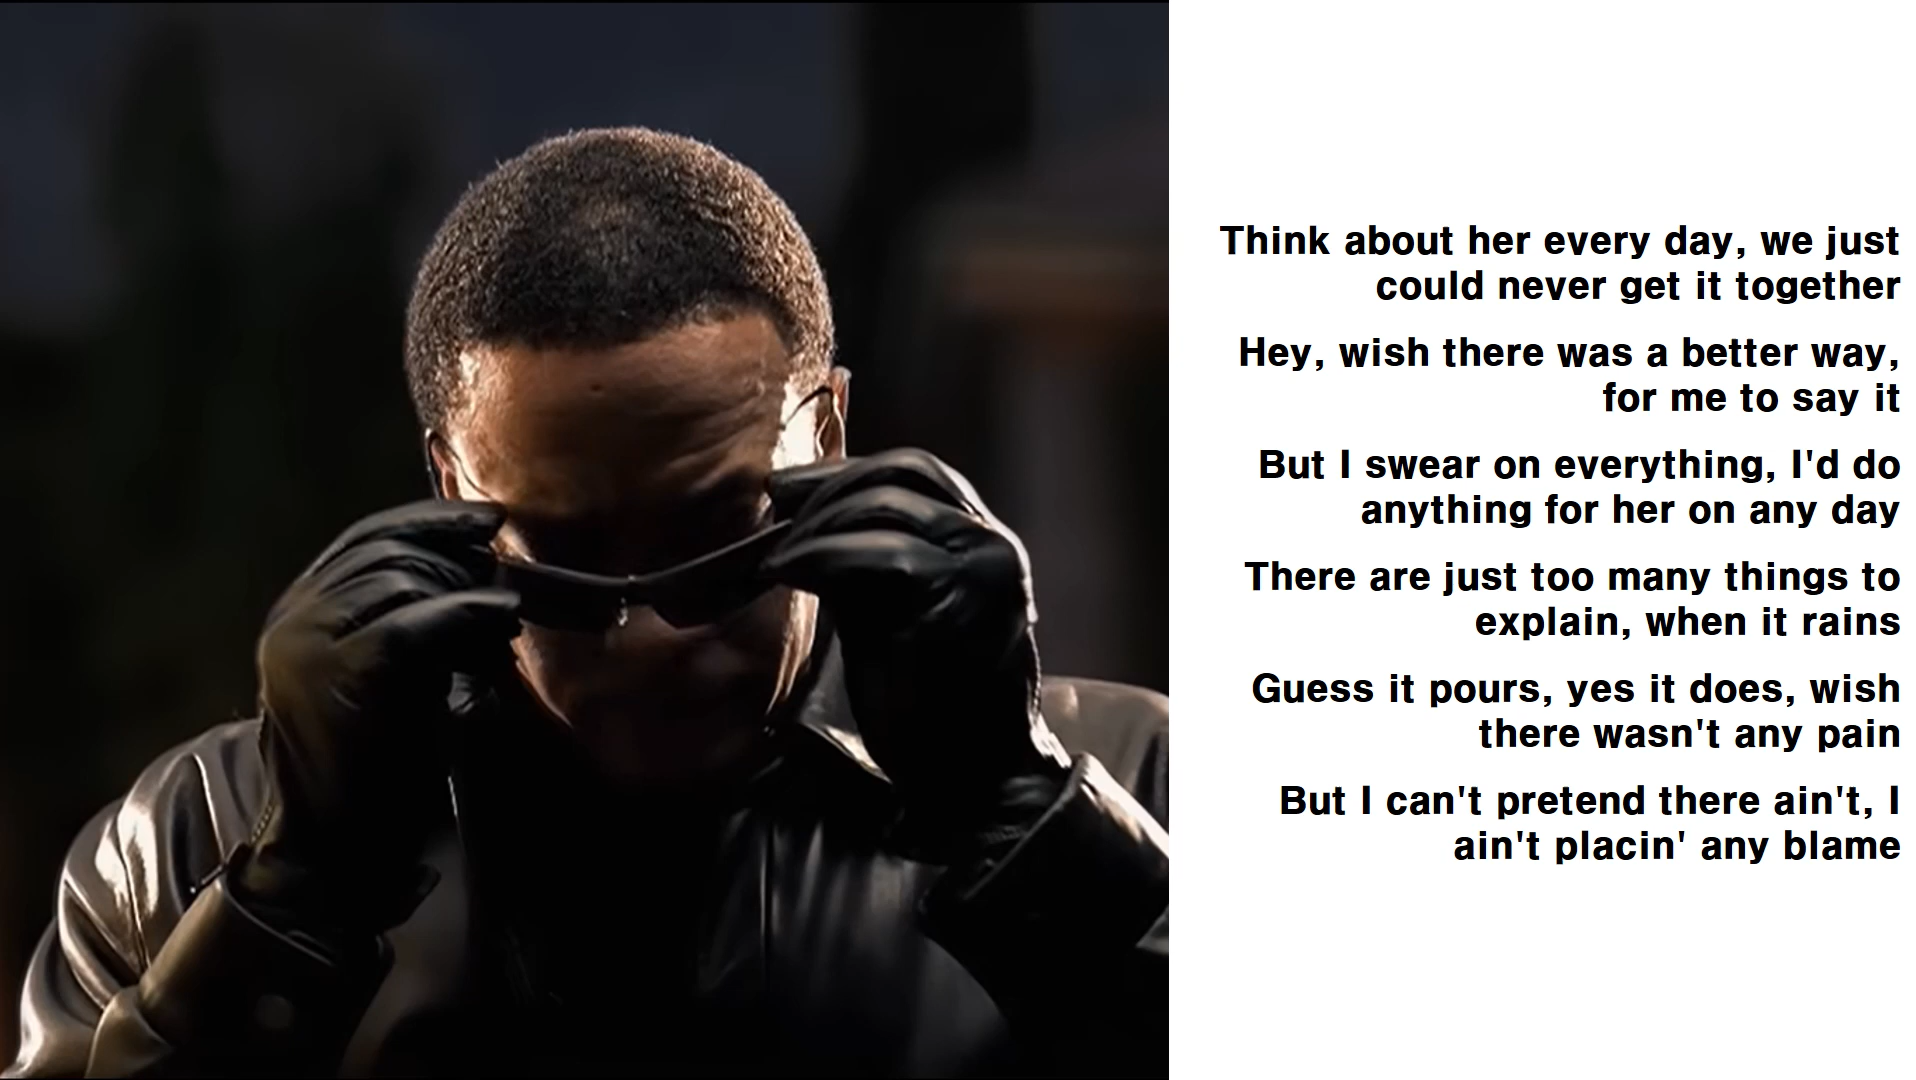 Think about her every day, we just
could never get it together
Hey, wish there was a better way,
for me to say it
But I swear on everything, I'd do
anything for her on any day
There are just too many things to
explain, when it rains
Guess it pours, yes it does, wish
there wasn't any pain
But I can't pretend there ain't, I
ain't placin' any blame